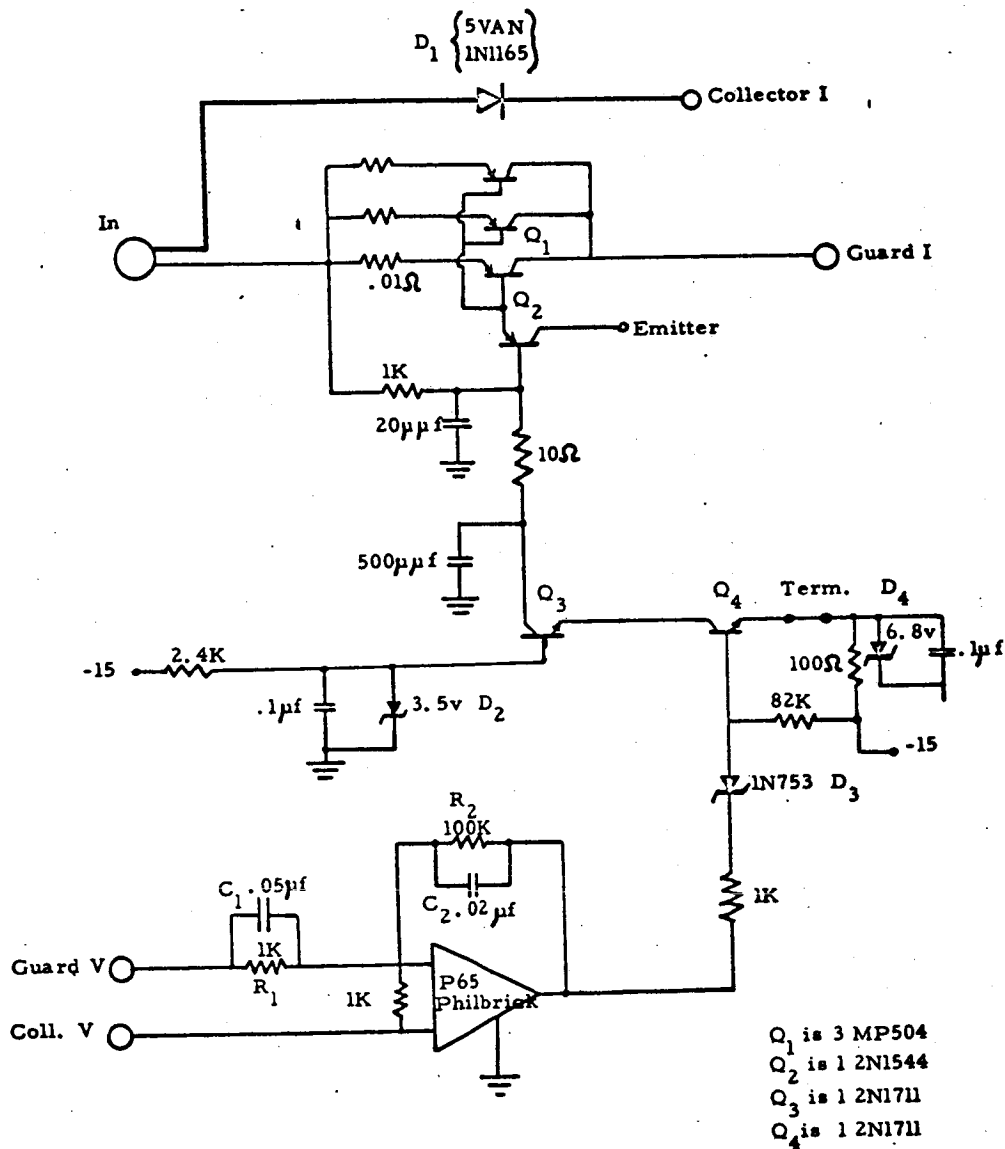 D1 { 5VAN
1N1165 }
Collector I
In
Q1
Guard I
.01Ω
Q2
Emitter
1K
20µµf
10Ω
500µµf
Q3
Q4
Term.
D4
6.8v
.1µf
100Ω
-15
2.4K
.1µf
3.5v D2
82K
-15
1N753 D3
R2
100K
C1 .05µf
C2 .02µf
1K
1K
Guard V
R1
1K
P65
Philbrick
Coll. V
Q1 is 3 MP504
Q2 is 1 2N1544
Q3 is 1 2N1711
Q4 is 1 2N1711